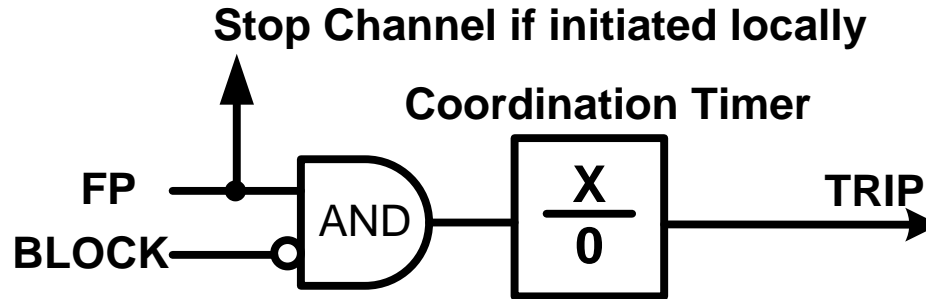 Stop Channel if initiated locally
Coordination Timer
FP
AND
X
0
TRIP
BLOCK